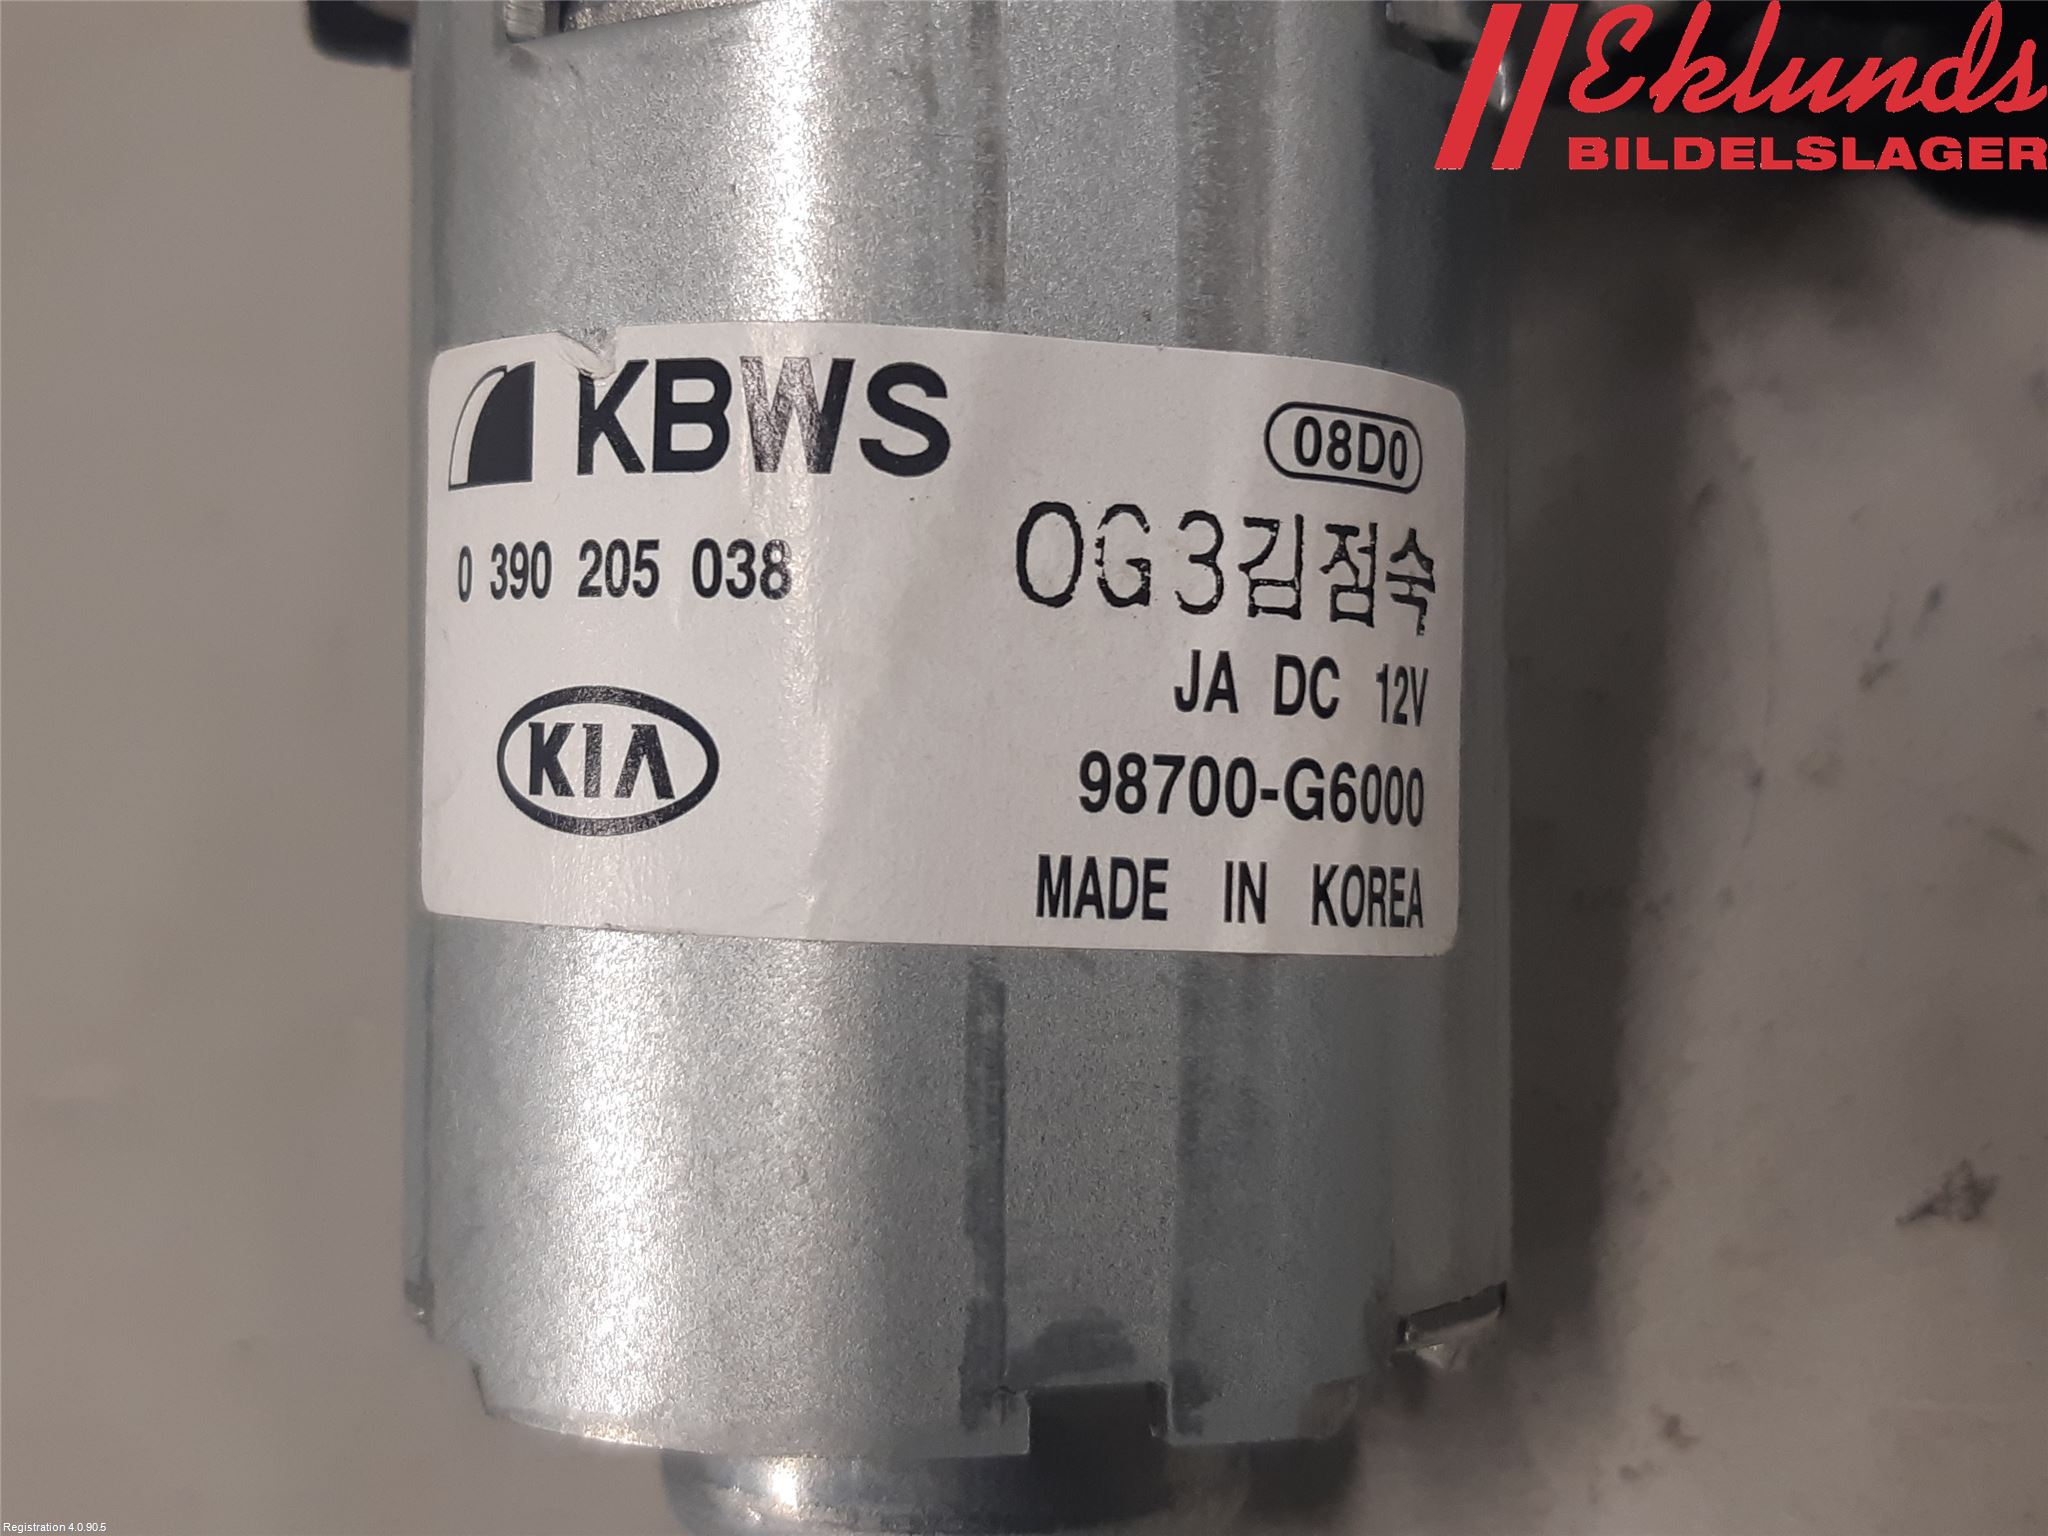 Eklunds
BILDELSLAGER
KBWS
08D0
0 390 205 038
OG3김점숙
JA DC 12V
KIA
98700-G6000
MADE IN KOREA
Registration 4.0.90.5